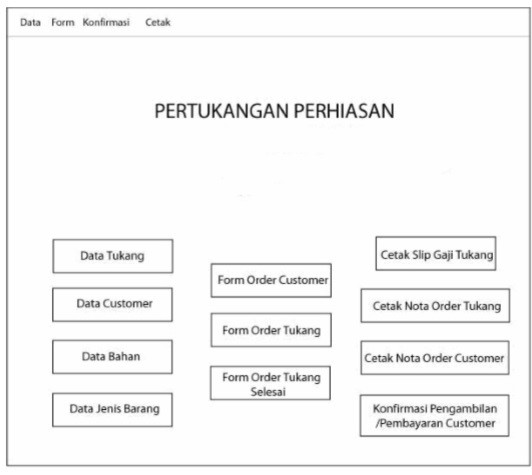 Data Form Konfirmasi Cetak
PERTUKANGAN PERHIASAN
Data Tukang
Data Customer
Data Bahan
Data Jenis Barang
Form Order Customer
Form Order Tukang
Form Order Tukang
Selesai
Cetak Slip Gaji Tukang
Cetak Nota Order Tukang
Cetak Nota Order Customer
Konfirmasi Pengambilan
/Pembayaran Customer